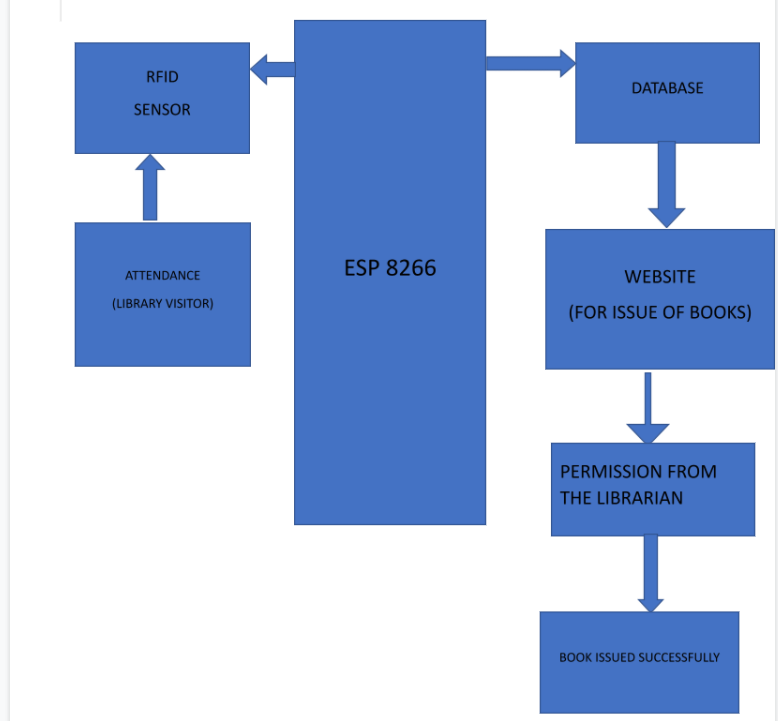 RFID
SENSOR
ATTENDANCE
(LIBRARY VISITOR)
ESP 8266
DATABASE
WEBSITE
(FOR ISSUE OF BOOKS)
PERMISSION FROM
THE LIBRARIAN
BOOK ISSUED SUCCESSFULLY